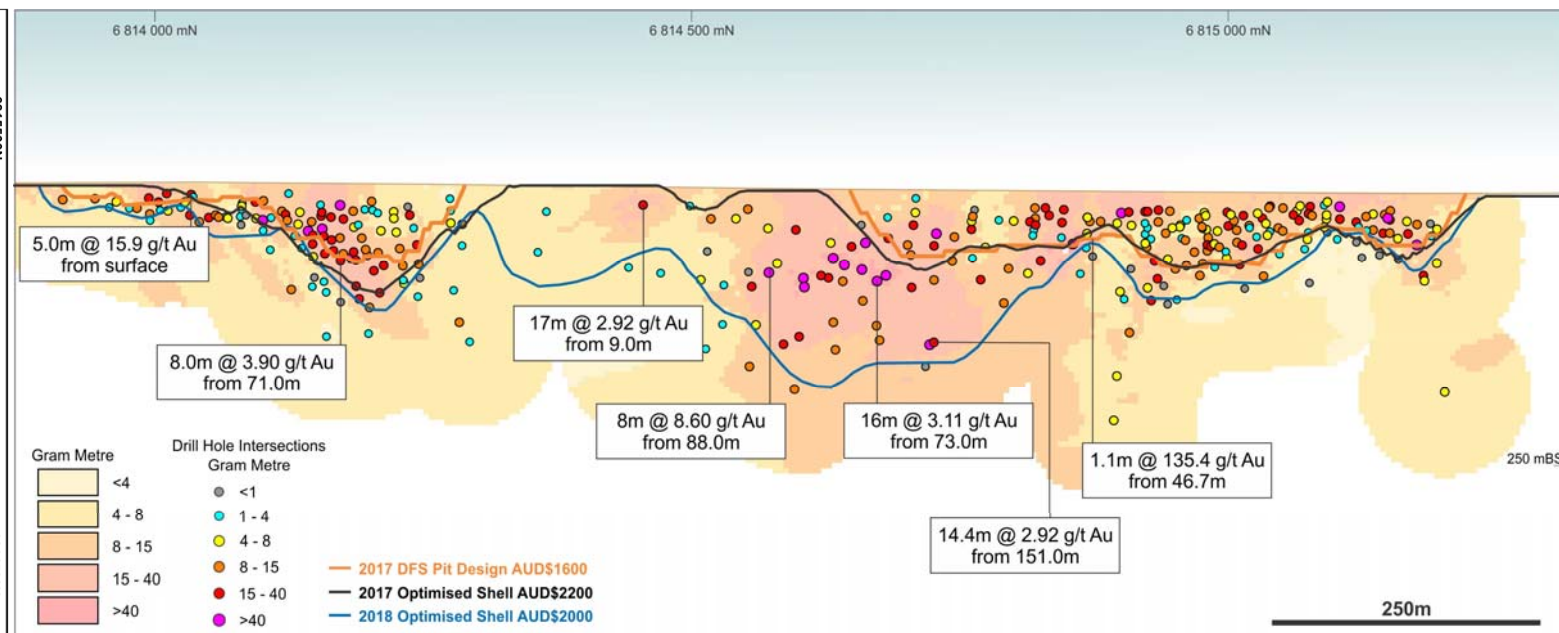 6 814 000 mN
6 814 500 mN
6 815 000 mN
5.0m @ 15.9 g/t Au
from surface
17m @ 2.92 g/t Au
from 9.0m
8.0m @ 3.90 g/t Au
from 71.0m
8m @ 8.60 g/t Au
from 88.0m
16m @ 3.11 g/t Au
from 73.0m
1.1m @ 135.4 g/t Au
from 46.7m
14.4m @ 2.92 g/t Au
from 151.0m
250 mBS
Gram Metre
<4
4 - 8
8 - 15
15 - 40
>40
Drill Hole Intersections
Gram Metre
<1
1 - 4
4 - 8
8 - 15
15 - 40
>40
2017 DFS Pit Design AUD$1600
2017 Optimised Shell AUD$2200
2018 Optimised Shell AUD$2000
250m